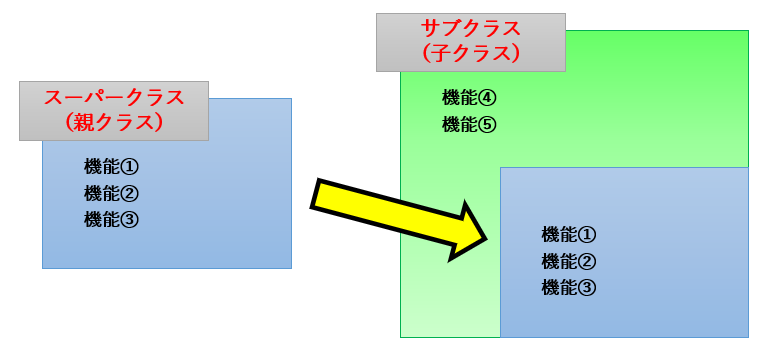 スーパークラス
（親クラス）
機能①
機能②
機能③
サブクラス
（子クラス）
機能④
機能⑤
機能①
機能②
機能③